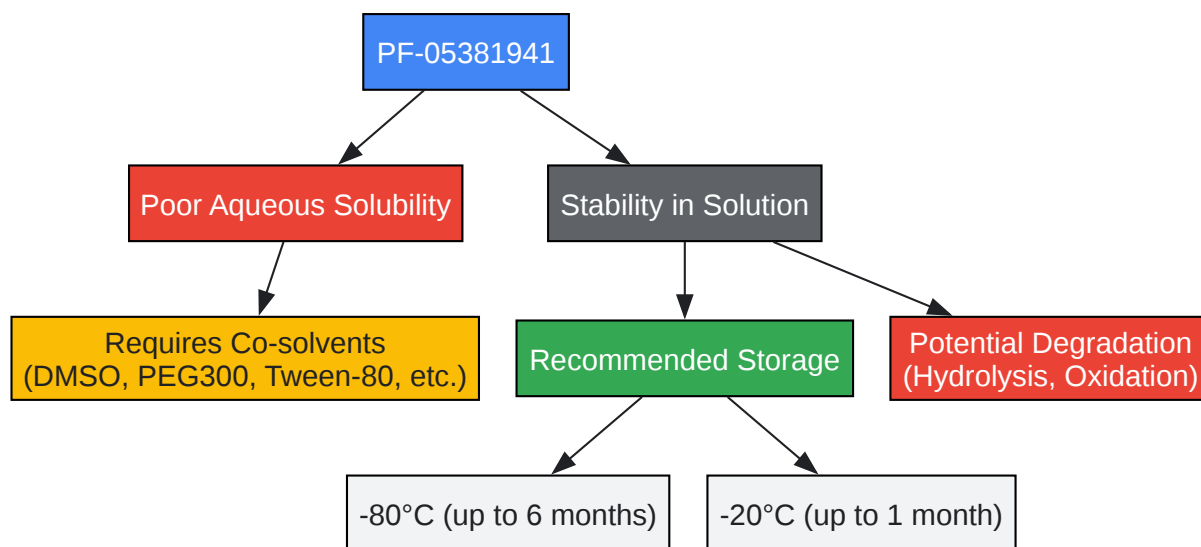 PF-05381941
Poor Aqueous Solubility
Stability in Solution
Requires Co-solvents
(DMSO, PEG300, Tween-80, etc.)
Recommended Storage
Potential Degradation
(Hydrolysis, Oxidation)
-80°C (up to 6 months)
-20°C (up to 1 month)